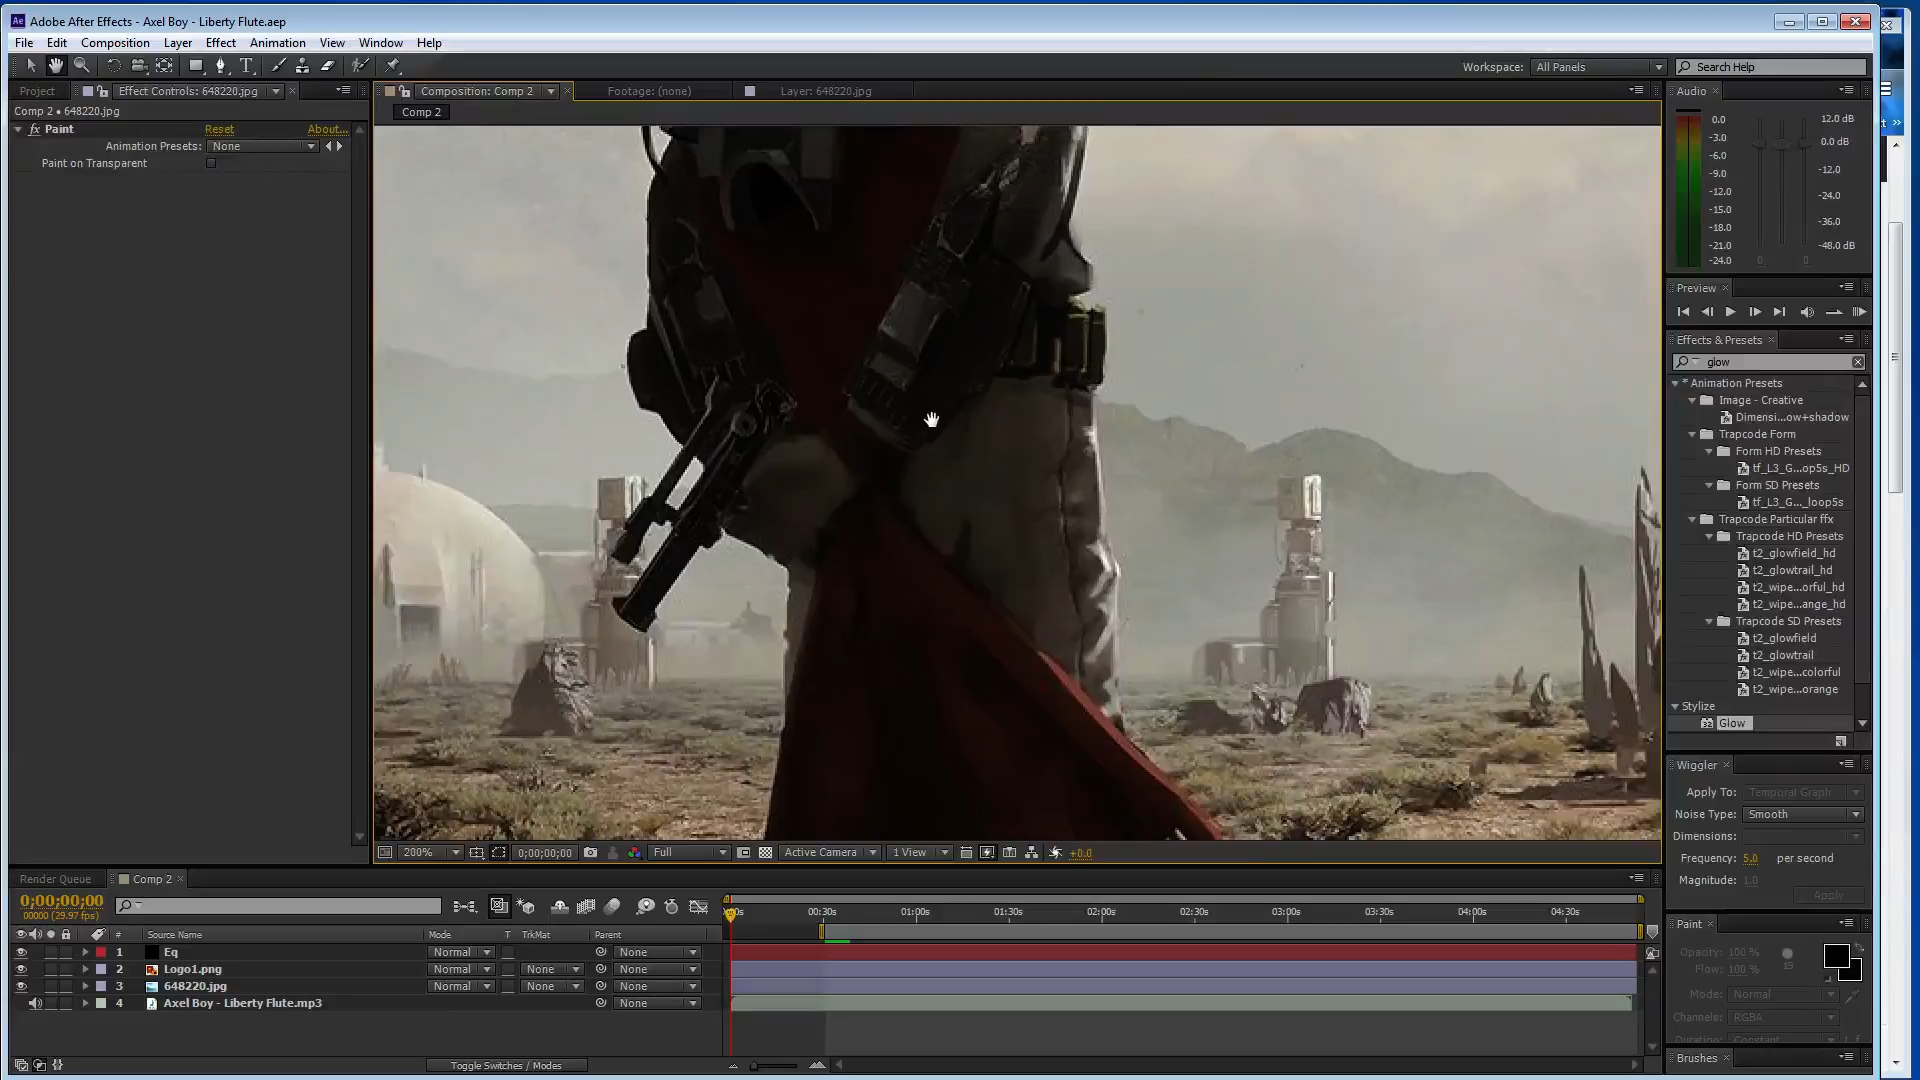 Adobe After Effects - Axel Boy - Liberty Flute.aep
File Edit Composition Layer Effect Animation View Window Help
Workspace: All Panels Search Help
Project Effect Controls: 648220.jpg Composition: Comp 2 Footage: (none) Layer: 648220.jpg Audio
Comp 2 • 648220.jpg
Comp 2
Paint Reset About...
Animation Presets: None
Paint on Transparent
0.0
-3.0
-6.0
-9.0
-12.0
-15.0
-18.0
-21.0
-24.0
12.0 dB
0.0 dB
-12.0
-24.0
-36.0
-48.0 dB
0 0
Preview
Effects & Presets
glow
* Animation Presets
Image - Creative
Dimensi...ow+shadow
Trapcode Form
Form HD Presets
tf_L3_G...op5s_HD
Form SD Presets
tf_L3_G..._loop5s
Trapcode Particular ffx
Trapcode HD Presets
t2_glowfield_hd
t2_glowtrail_hd
t2_wipe...orful_hd
t2_wipe...ange_hd
Trapcode SD Presets
t2_glowfield
t2_glowtrail
t2_wipe...colorful
t2_wipe...orange
Stylize
Glow
Wiggler
Apply To: Temporal Graph
Noise Type: Smooth
Dimensions:
Frequency: 5.0 per second
Magnitude: 1.0
Apply
200% 0;00;00;00 Full Active Camera 1 View +0.0
Render Queue Comp 2
0;00;00;00
00000 (29.97 fps)
00:30s 01:00s 01:30s 02:00s 02:30s 03:00s 03:30s 04:00s 04:30s
# Source Name Mode T TrkMat Parent
1 Eq Normal None
2 Logo1.png Normal None None
3 648220.jpg Normal None None
4 Axel Boy - Liberty Flute.mp3 None
Toggle Switches / Modes
Paint
Opacity: 100 %
Flow: 100 %
19
Mode: Normal
Channels: RGBA
Duration: Constant
Brushes